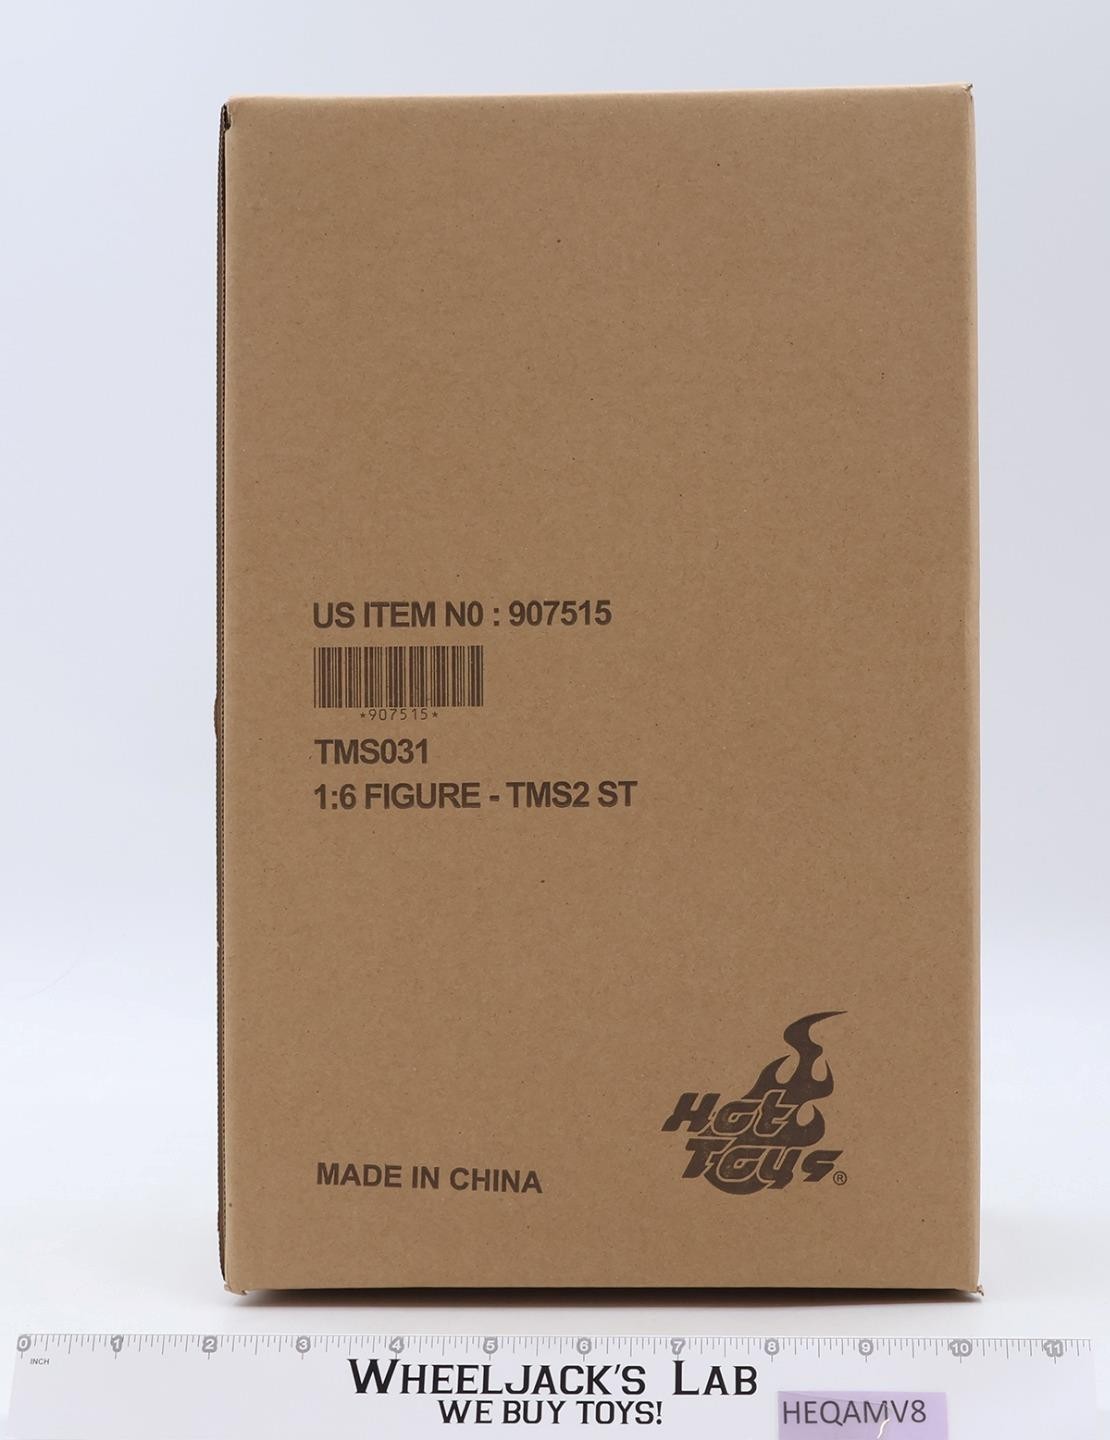 US ITEM N0 : 907515
*907515*
TMS031
1:6 FIGURE - TMS2 ST
Hot
Toys®
MADE IN CHINA
0 1 2 3 4 5 6 7 8 9 10 11
INCH
WHEELJACK'S LAB
WE BUY TOYS!
HEQAMV8